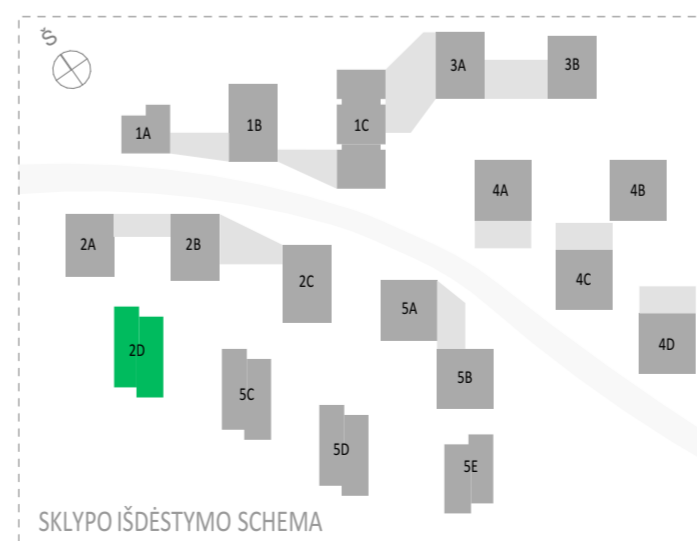 Š
3A
3B
1A
1B
1C
4A
4B
2A
2B
2C
4C
5A
4D
2D
5B
5C
5D
5E
SKLYPO IŠDĖSTYMO SCHEMA